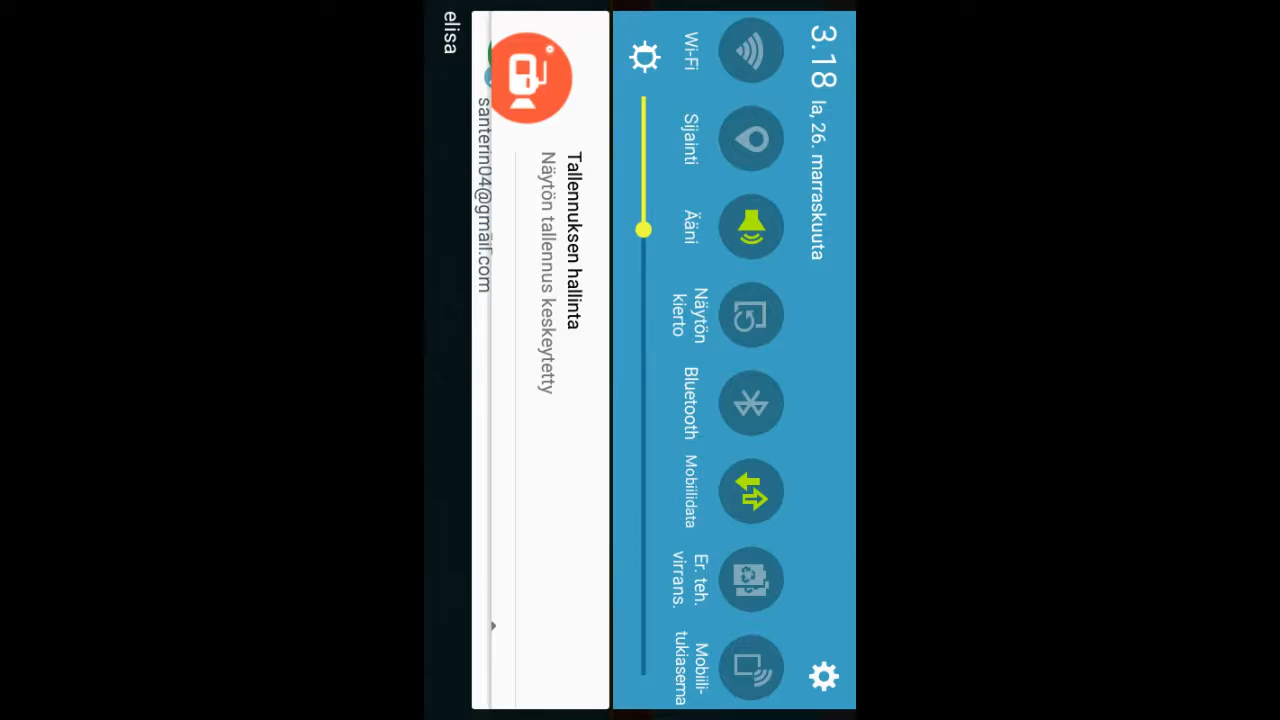 3.18 la, 26. marraskuuta
Wi-Fi
Sijainti
Ääni
Näytön
kierto
Bluetooth
Mobiilidata
Er. teh.
virrans.
Mobiili-
tukiasema
Tallennuksen hallinta
Näytön tallennus keskeytetty
santerin04@gmail.com
elisa